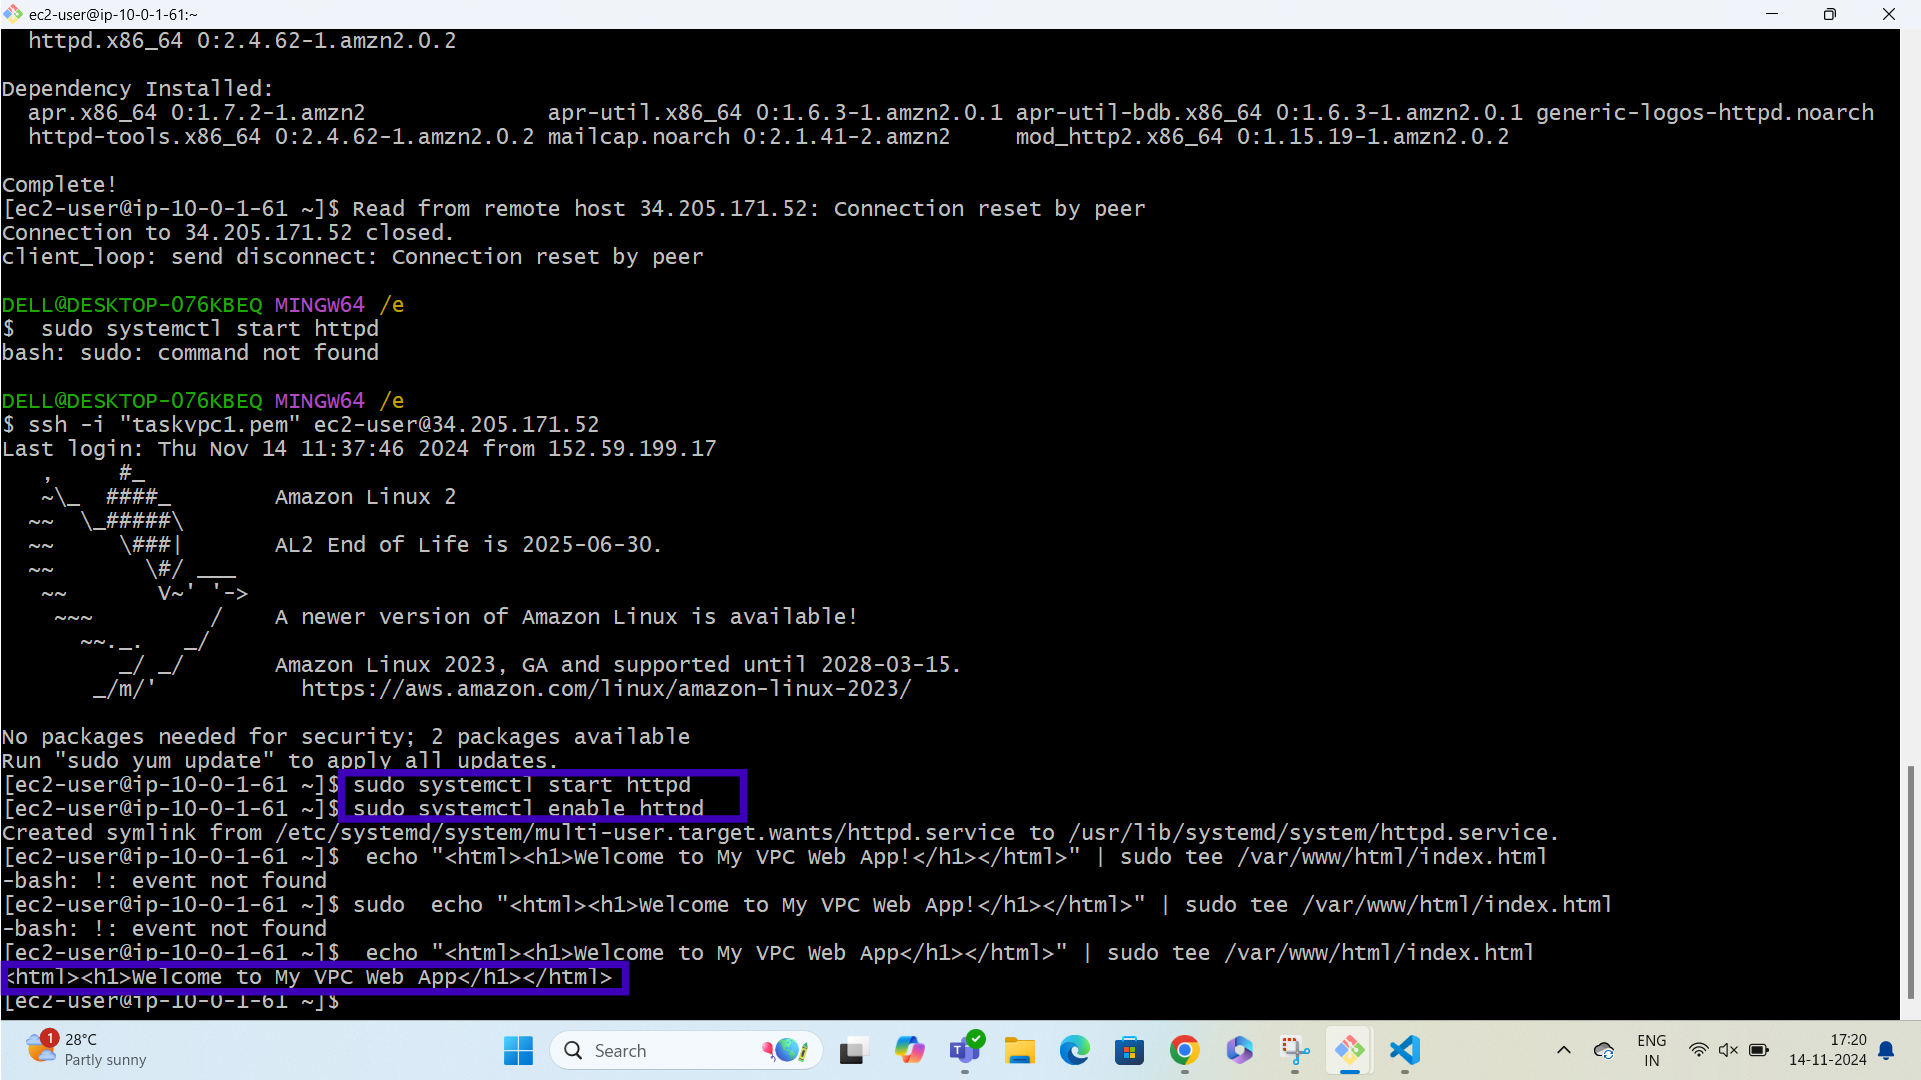 ec2-user@ip-10-0-1-61:~
httpd.x86_64 0:2.4.62-1.amzn2.0.2
Dependency Installed:
apr.x86_64 0:1.7.2-1.amzn2 apr-util.x86_64 0:1.6.3-1.amzn2.0.1 apr-util-bdb.x86_64 0:1.6.3-1.amzn2.0.1 generic-logos-httpd.noarch
httpd-tools.x86_64 0:2.4.62-1.amzn2.0.2 mailcap.noarch 0:2.1.41-2.amzn2 mod_http2.x86_64 0:1.15.19-1.amzn2.0.2
Complete!
[ec2-user@ip-10-0-1-61 ~]$ Read from remote host 34.205.171.52: Connection reset by peer
Connection to 34.205.171.52 closed.
client_loop: send disconnect: Connection reset by peer
DELL@DESKTOP-076KBEQ MINGW64 /e
$  sudo systemctl start httpd
bash: sudo: command not found
DELL@DESKTOP-076KBEQ MINGW64 /e
$ ssh -i "taskvpc1.pem" ec2-user@34.205.171.52
Last login: Thu Nov 14 11:37:46 2024 from 152.59.199.17
   ,     #_
   ~\_  ####_        Amazon Linux 2
  ~~  \_#####\
  ~~     \###|       AL2 End of Life is 2025-06-30.
  ~~       \#/ ___
   ~~       V~' '->
    ~~~         /    A newer version of Amazon Linux is available!
      ~~._.   _/
         _/ _/       Amazon Linux 2023, GA and supported until 2028-03-15.
       _/m/'           https://aws.amazon.com/linux/amazon-linux-2023/
No packages needed for security; 2 packages available
Run "sudo yum update" to apply all updates.
[ec2-user@ip-10-0-1-61 ~]$ sudo systemctl start httpd
[ec2-user@ip-10-0-1-61 ~]$ sudo systemctl enable httpd
Created symlink from /etc/systemd/system/multi-user.target.wants/httpd.service to /usr/lib/systemd/system/httpd.service.
[ec2-user@ip-10-0-1-61 ~]$  echo "<html><h1>Welcome to My VPC Web App!</h1></html>" | sudo tee /var/www/html/index.html
-bash: !: event not found
[ec2-user@ip-10-0-1-61 ~]$ sudo  echo "<html><h1>Welcome to My VPC Web App!</h1></html>" | sudo tee /var/www/html/index.html
-bash: !: event not found
[ec2-user@ip-10-0-1-61 ~]$  echo "<html><h1>Welcome to My VPC Web App</h1></html>" | sudo tee /var/www/html/index.html
<html><h1>Welcome to My VPC Web App</h1></html>
[ec2-user@ip-10-0-1-61 ~]$
1
28°C
Partly sunny
Search
ENG
IN
17:20
14-11-2024